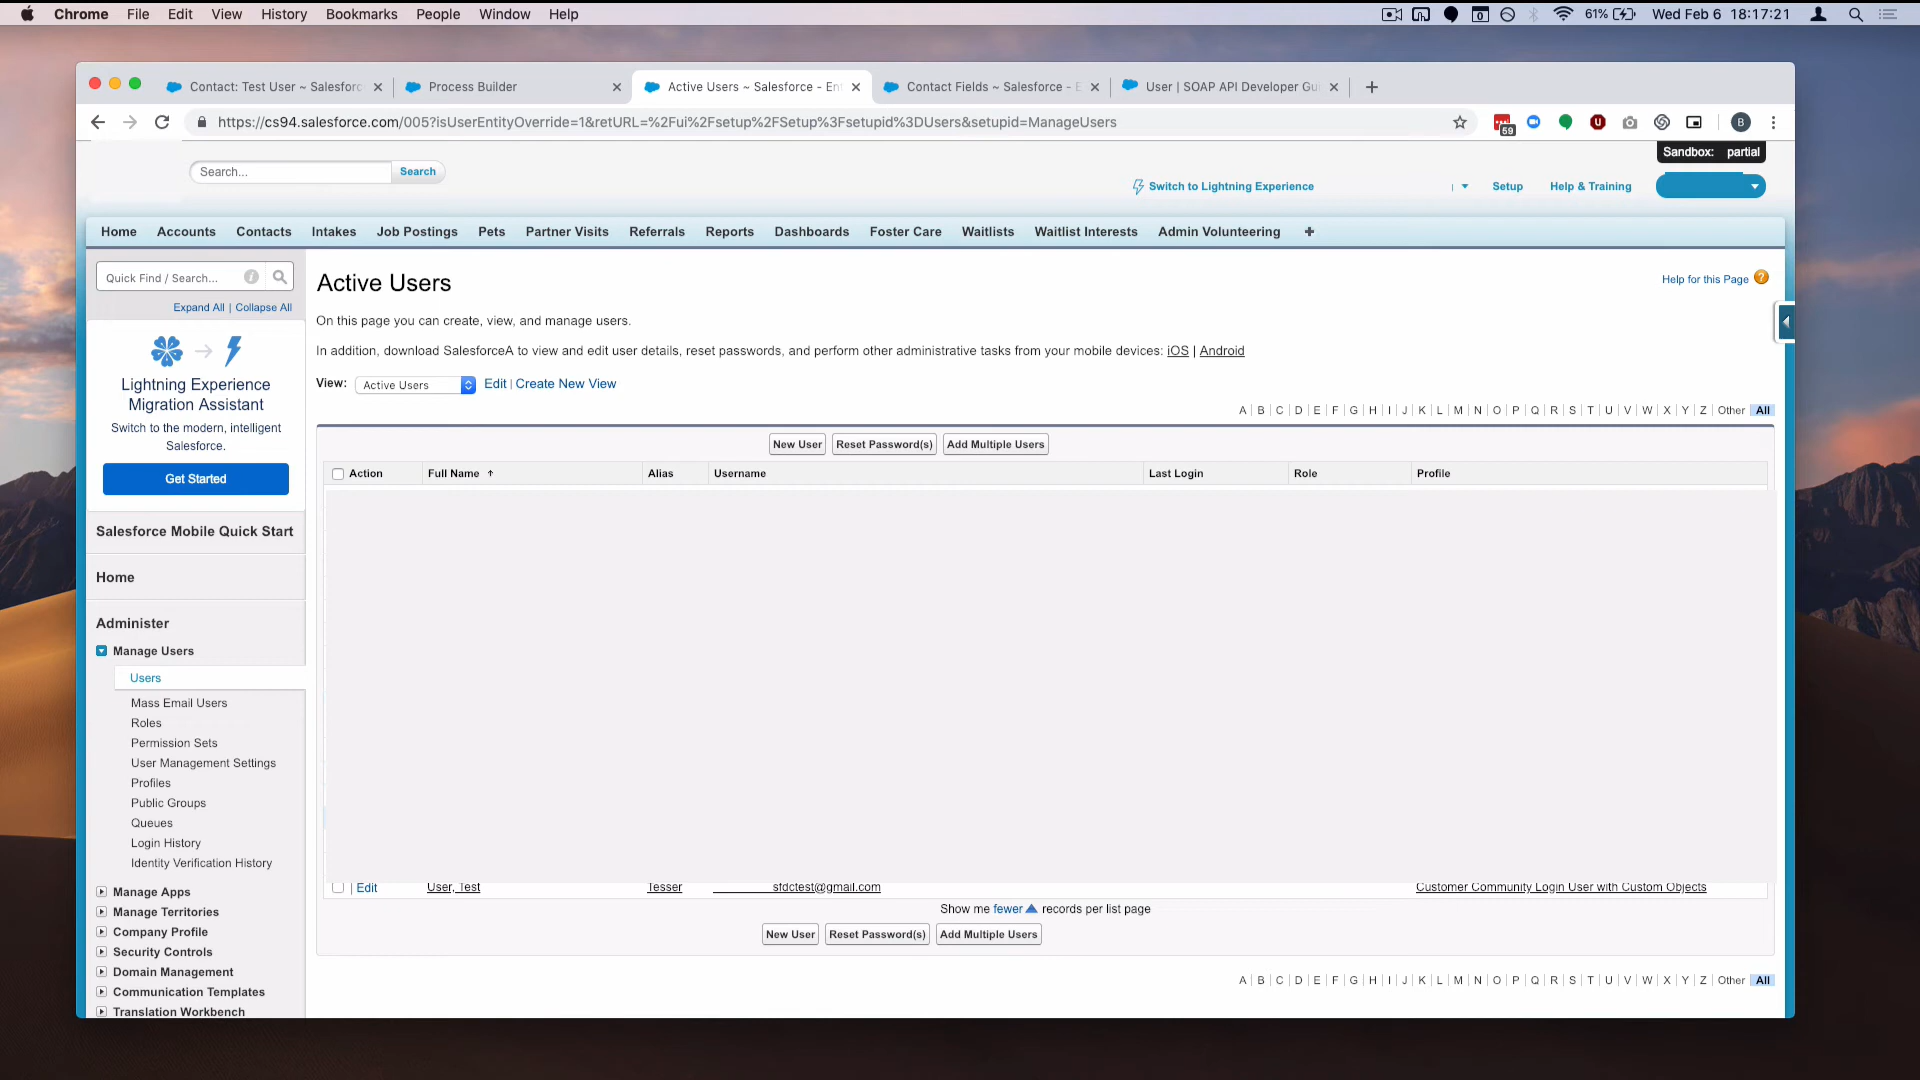 Chrome File Edit View History Bookmarks People Window Help
61% Wed Feb 6 18:17:21
Contact: Test User ~ Salesforc
Process Builder
Active Users ~ Salesforce - En
Contact Fields ~ Salesforce - E
User | SOAP API Developer Gu
https://cs94.salesforce.com/005?isUserEntityOverride=1&retURL=%2Fui%2Fsetup%2FSetup%3Fsetupid%3DUsers&setupid=ManageUsers
59
B
Sandbox: partial
Search...
Search
Switch to Lightning Experience
Setup
Help & Training
Home Accounts Contacts Intakes Job Postings Pets Partner Visits Referrals Reports Dashboards Foster Care Waitlists Waitlist Interests Admin Volunteering +
Quick Find / Search...
Expand All | Collapse All
Lightning Experience
Migration Assistant
Switch to the modern, intelligent
Salesforce.
Get Started
Salesforce Mobile Quick Start
Home
Administer
Manage Users
Users
Mass Email Users
Roles
Permission Sets
User Management Settings
Profiles
Public Groups
Queues
Login History
Identity Verification History
Manage Apps
Manage Territories
Company Profile
Security Controls
Domain Management
Communication Templates
Translation Workbench
Active Users
Help for this Page ?
On this page you can create, view, and manage users.
In addition, download SalesforceA to view and edit user details, reset passwords, and perform other administrative tasks from your mobile devices: iOS | Android
View: Active Users Edit | Create New View
A | B | C | D | E | F | G | H | I | J | K | L | M | N | O | P | Q | R | S | T | U | V | W | X | Y | Z | Other All
New User Reset Password(s) Add Multiple Users
Action Full Name Alias Username Last Login Role Profile
| Edit User, Test Tesser sfdctest@gmail.com Customer Community Login User with Custom Objects
Show me fewer records per list page
New User Reset Password(s) Add Multiple Users
A | B | C | D | E | F | G | H | I | J | K | L | M | N | O | P | Q | R | S | T | U | V | W | X | Y | Z | Other All